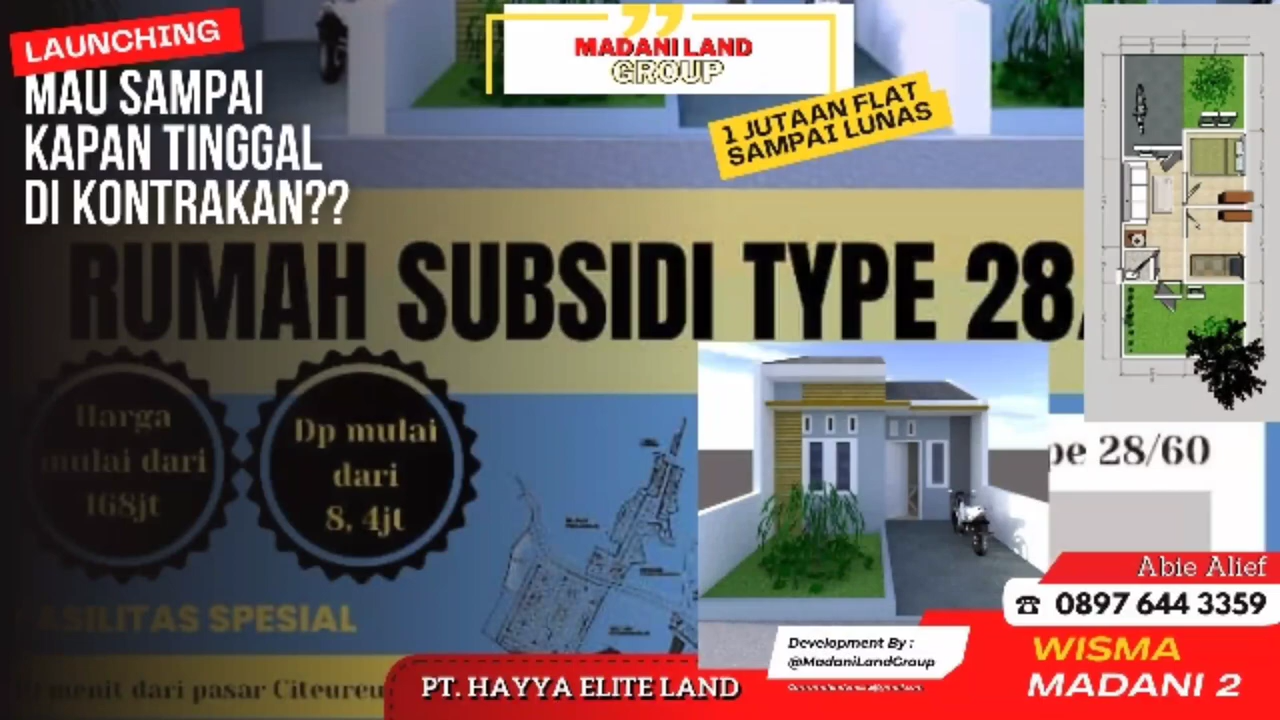 LAUNCHING
MAU SAMPAI
KAPAN TINGGAL
DI KONTRAKAN??
MADANI LAND
GROUP
1 JUTAAN FLAT
SAMPAI LUNAS
RUMAH SUBSIDI TYPE 28
Harga
mulai dari
168jt
Dp mulai
dari
8, 4jt
28/60
ASILITAS SPESIAL
menit dari pasar Citeureu
Abie Alief
☎ 0897 644 3359
Development By :
@MadaniLandGroup
WISMA
MADANI 2
PT. HAYYA ELITE LAND